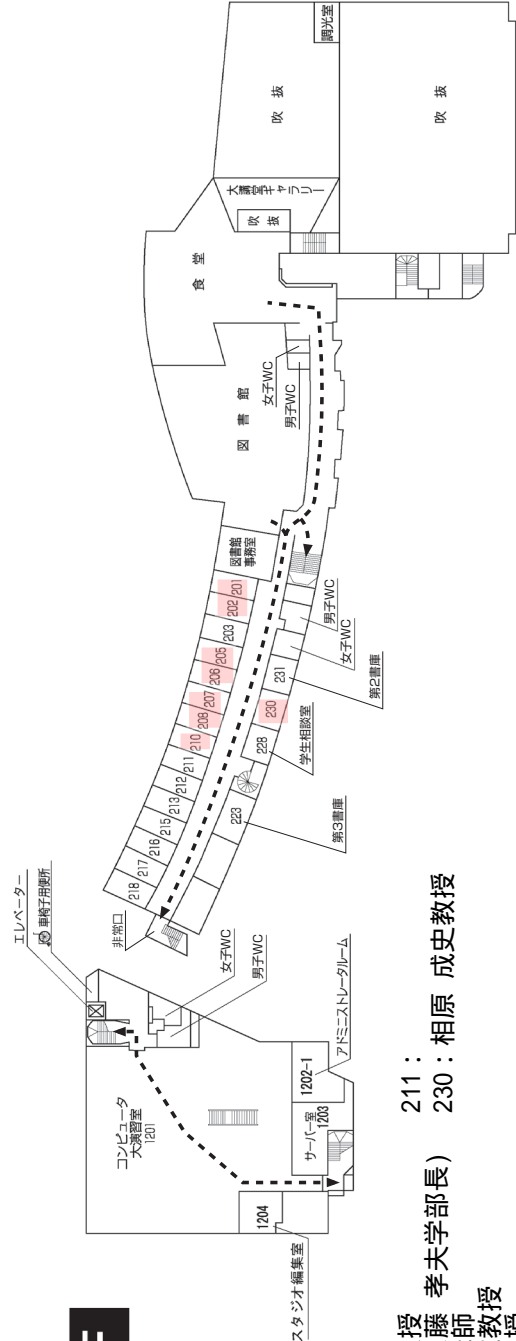 調光室
吹 抜
吹 抜
大講堂ギャラリー
吹 抜
食 堂
図 書 館
女子WC
男子WC
図書館
事務室
201
202
203
205
206
207
208
210
211
212
213
215
216
217
218
男子WC
女子WC
231
第2書庫
230
228
学生相談室
223
第3書庫
非常口
エレベーター
車椅子用便所
女子WC
男子WC
コンピュータ
大演習室
1201
アドミニストレータルーム
1202-1
サーバー室
1203
1204
スタジオ編集室
211：
230：相原 成史教授
授
藤 孝夫学部長）
師
教授
授